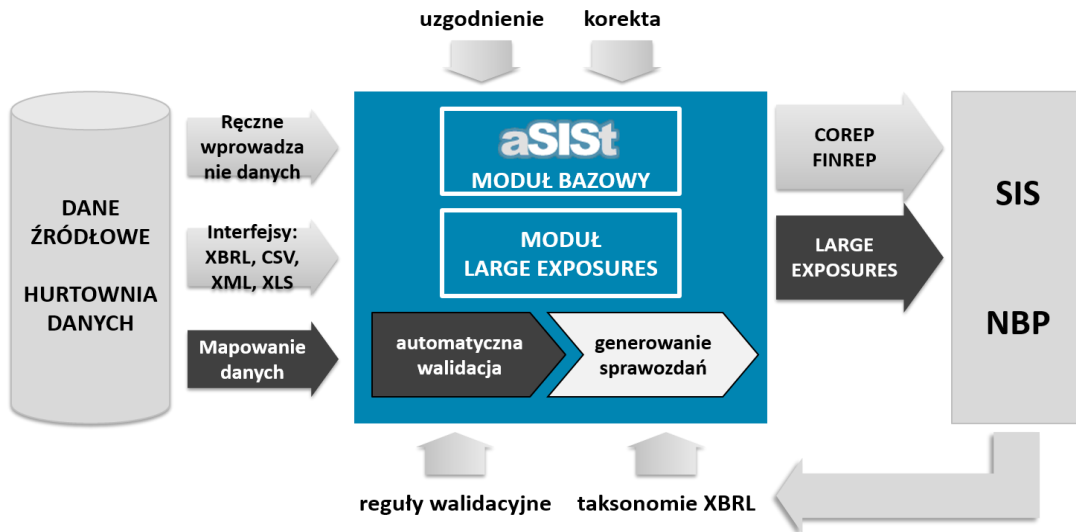 uzgodnienie
korekta
DANE
ŹRÓDŁOWE
HURTOWNIA
DANYCH
Ręczne
wprowadza
nie danych
Interfejsy:
XBRL, CSV,
XML, XLS
Mapowanie
danych
aSISt
MODUŁ BAZOWY
MODUŁ
LARGE EXPOSURES
automatyczna
walidacja
generowanie
sprawozdań
COREP
FINREP
LARGE
EXPOSURES
SIS
NBP
reguły walidacyjne
taksonomie XBRL